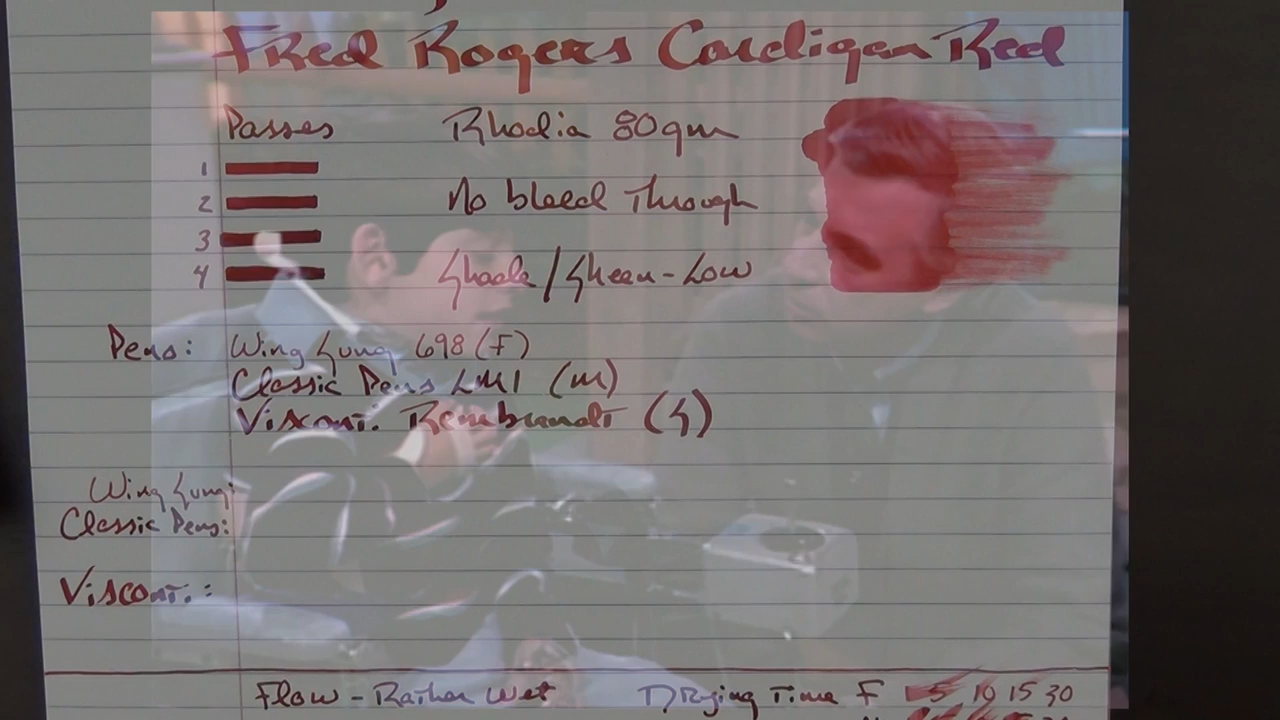 Fred Rogers Cardigan Red
Passes Rhodia 80gm
1
2 No bleed Through
3
4 Shade/Sheen-Low
Pens: Wing Sung 698 (F)
Classic Pens LM1 (M)
Visconti Rembrandt (S)
Wing Sung:
Classic Pens:
Visconti:
Flow - Rather Wet Drying Time F 1 5 10 15 30